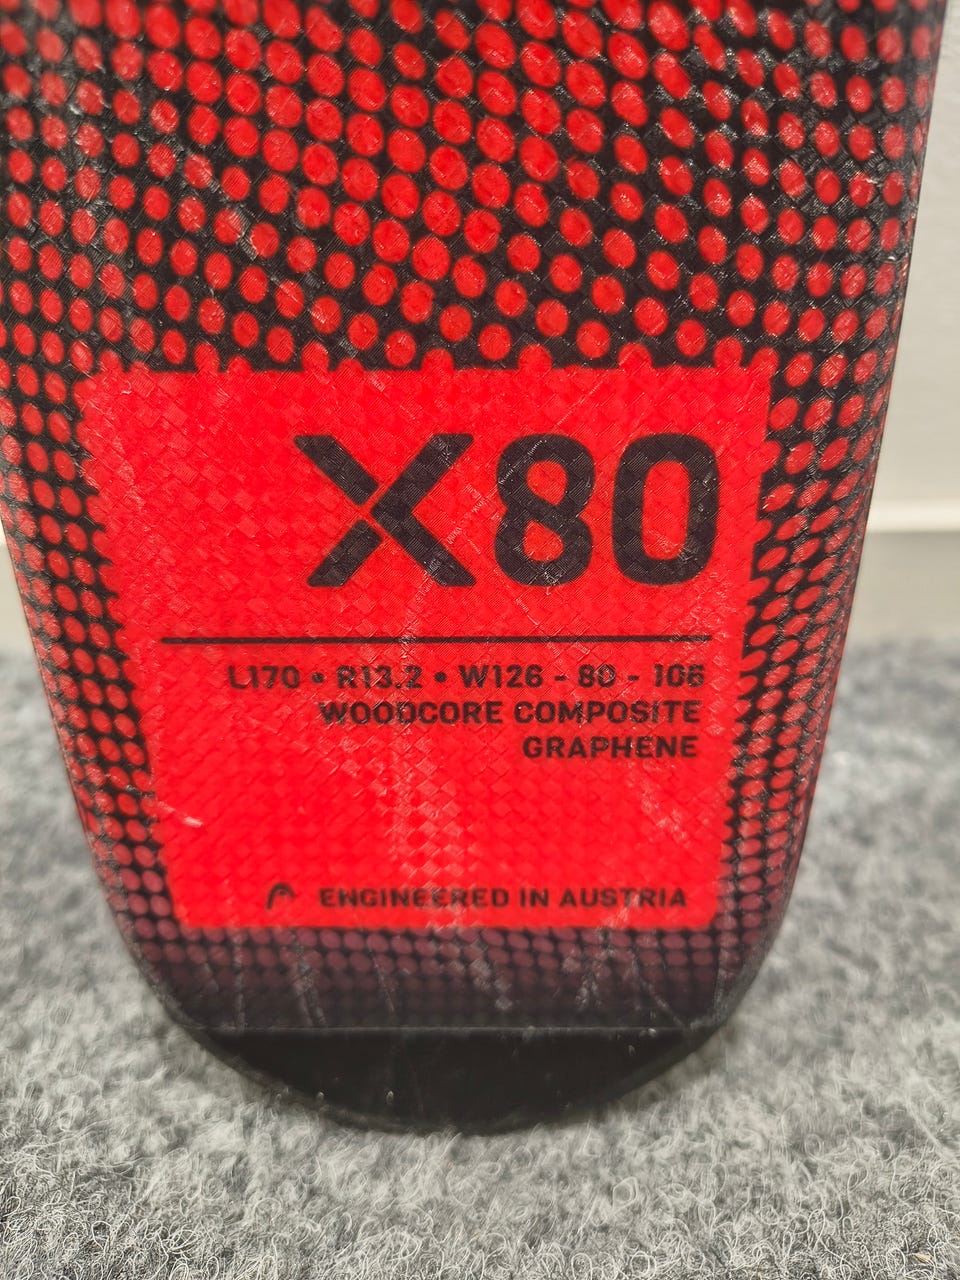 X80
L170 • R13.2 • W126 - 80 - 106
WOODCORE COMPOSITE
GRAPHENE
ENGINEERED IN AUSTRIA